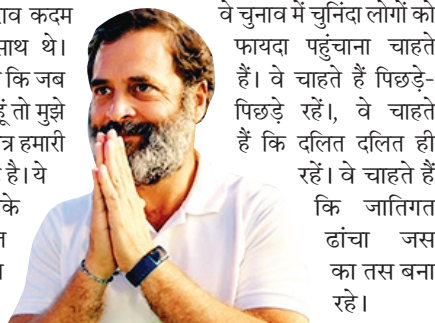 ाव कदम
साथ थे।
कि जब
हूं तो मुझे
त्र हमारी
है। ये
के
वे चुनाव में चुनिंदा लोगों को
फायदा पहुंचाना चाहते
हैं। वे चाहते हैं पिछड़े-
पिछड़े रहें।, वे चाहते
हैं कि दलित दलित ही
रहें। वे चाहते हैं
कि जातिगत
ढांचा जस
का तस बना
रहे।